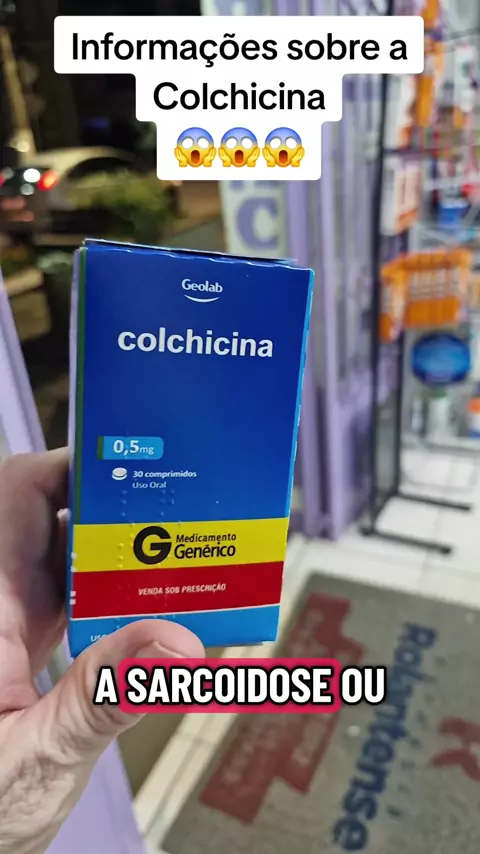 Informações sobre a
Colchicina
😱😱😱
Geolab
colchicina
0,5mg
30 comprimidos
Uso Oral
G Medicamento
Genérico
VENDA SOB PRESCRIÇÃO
A SARCOIDOSE OU